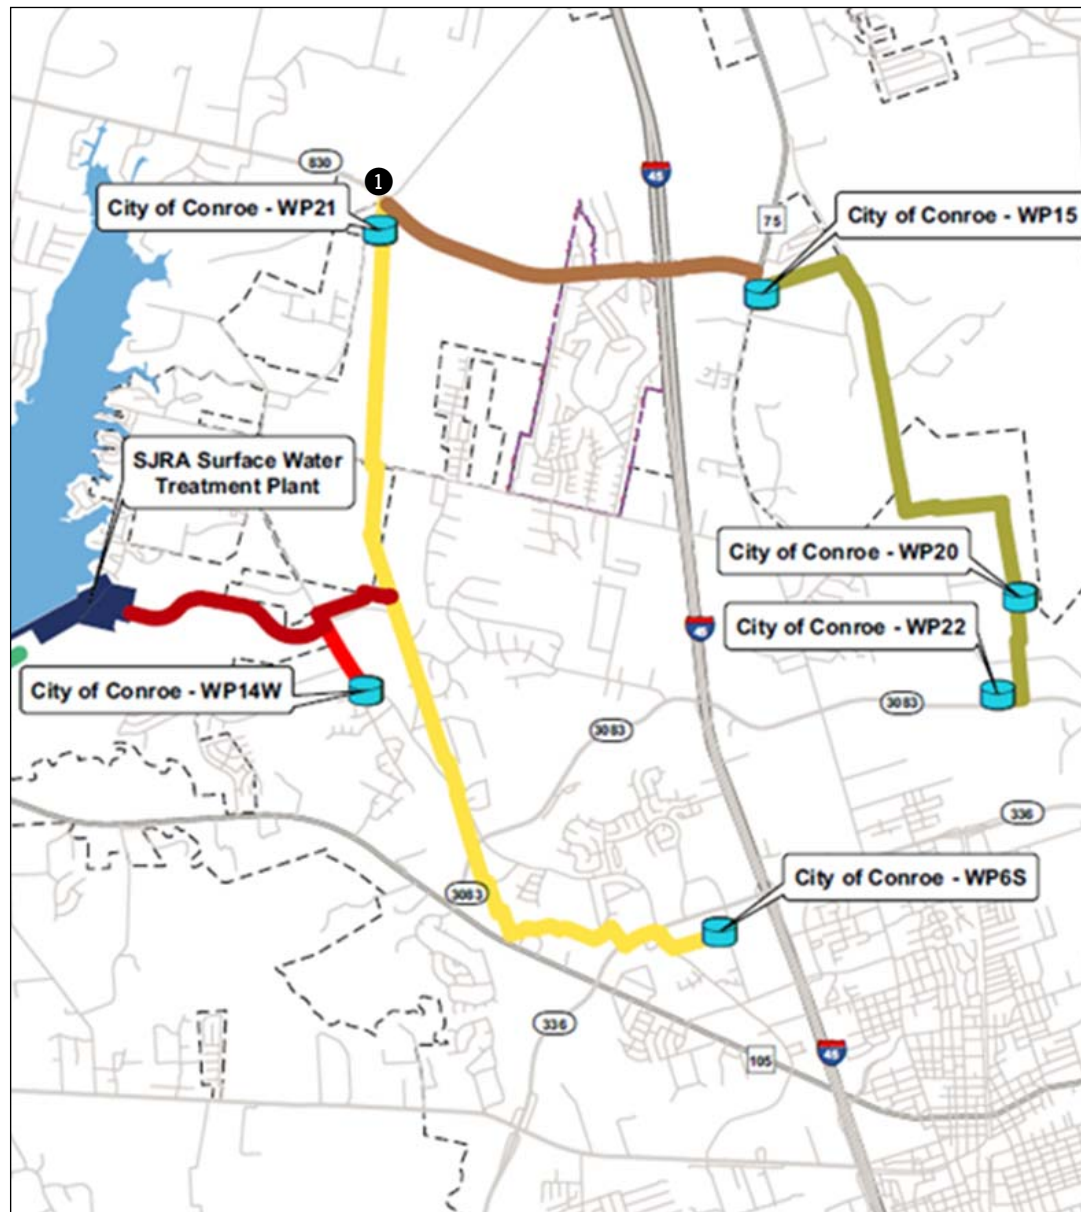 830
❶
City of Conroe - WP21
45
75
City of Conroe - WP15
SJRA Surface Water
Treatment Plant
City of Conroe - WP20
City of Conroe - WP22
45
City of Conroe - WP14W
3083
3083
336
City of Conroe - WP6S
3083
336
105
45